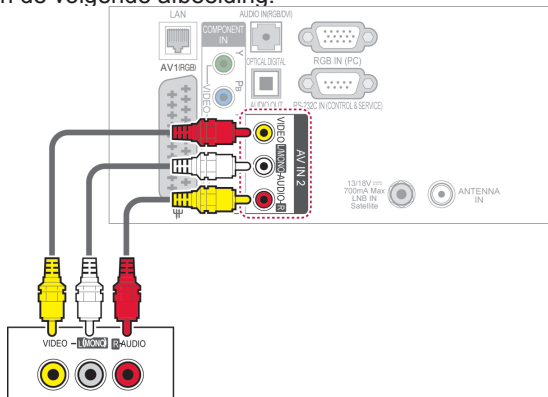 n de volgende afbeelding.
LAN
AUDIO IN(RGB/DVI)
COMPONENT
IN
AV1(RGB)
Y
PB
VIDEO
OPTICAL DIGITAL
AUDIO OUT
RGB IN (PC)
RS-232C IN (CONTROL & SERVICE)
VIDEO
L(MONO)-AUDIO-R
AV IN 2
13/18V
700mA Max
LNB IN
Satellite
ANTENNA
IN
VIDEO - L(MONO) R-AUDIO